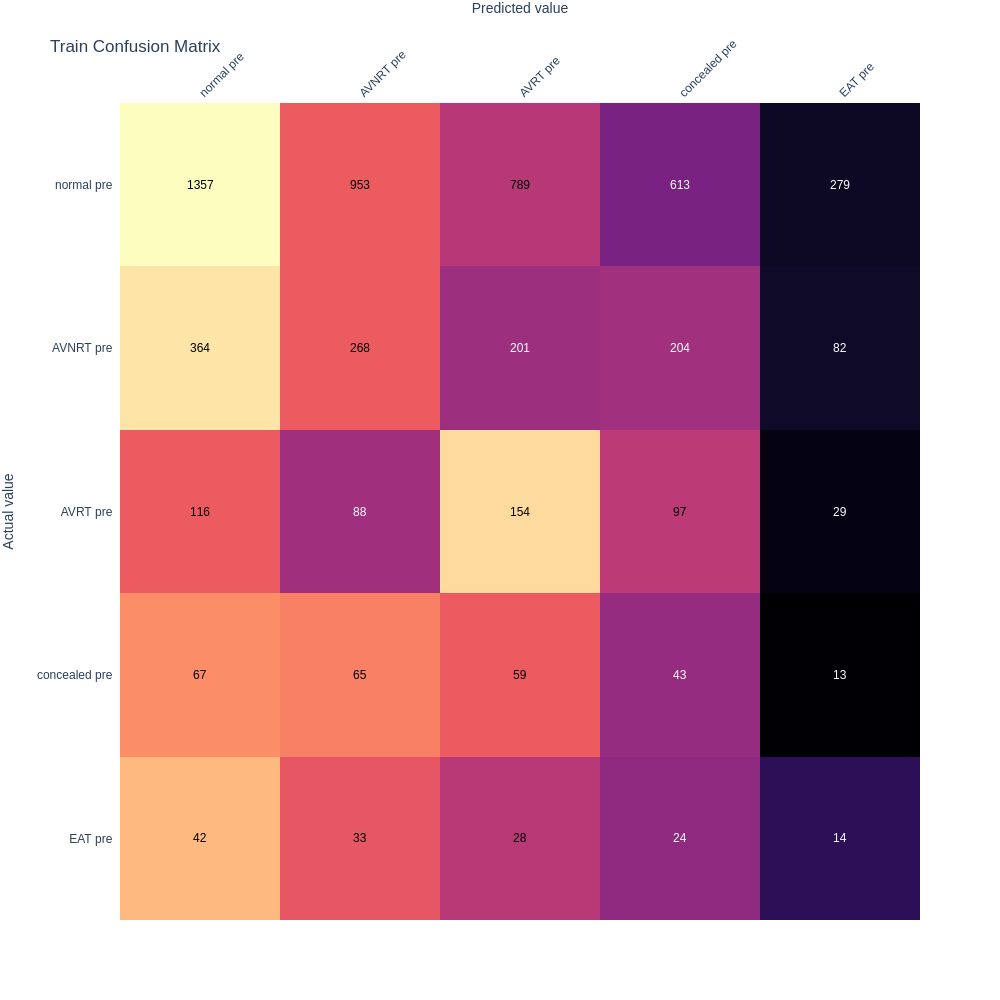 Predicted value
Train Confusion Matrix
normal pre
AVNRT pre
AVRT pre
concealed pre
EAT pre
normal pre 1357 953 789 613 279
AVNRT pre 364 268 201 204 82
AVRT pre 116 88 154 97 29
Actual value
concealed pre 67 65 59 43 13
EAT pre 42 33 28 24 14